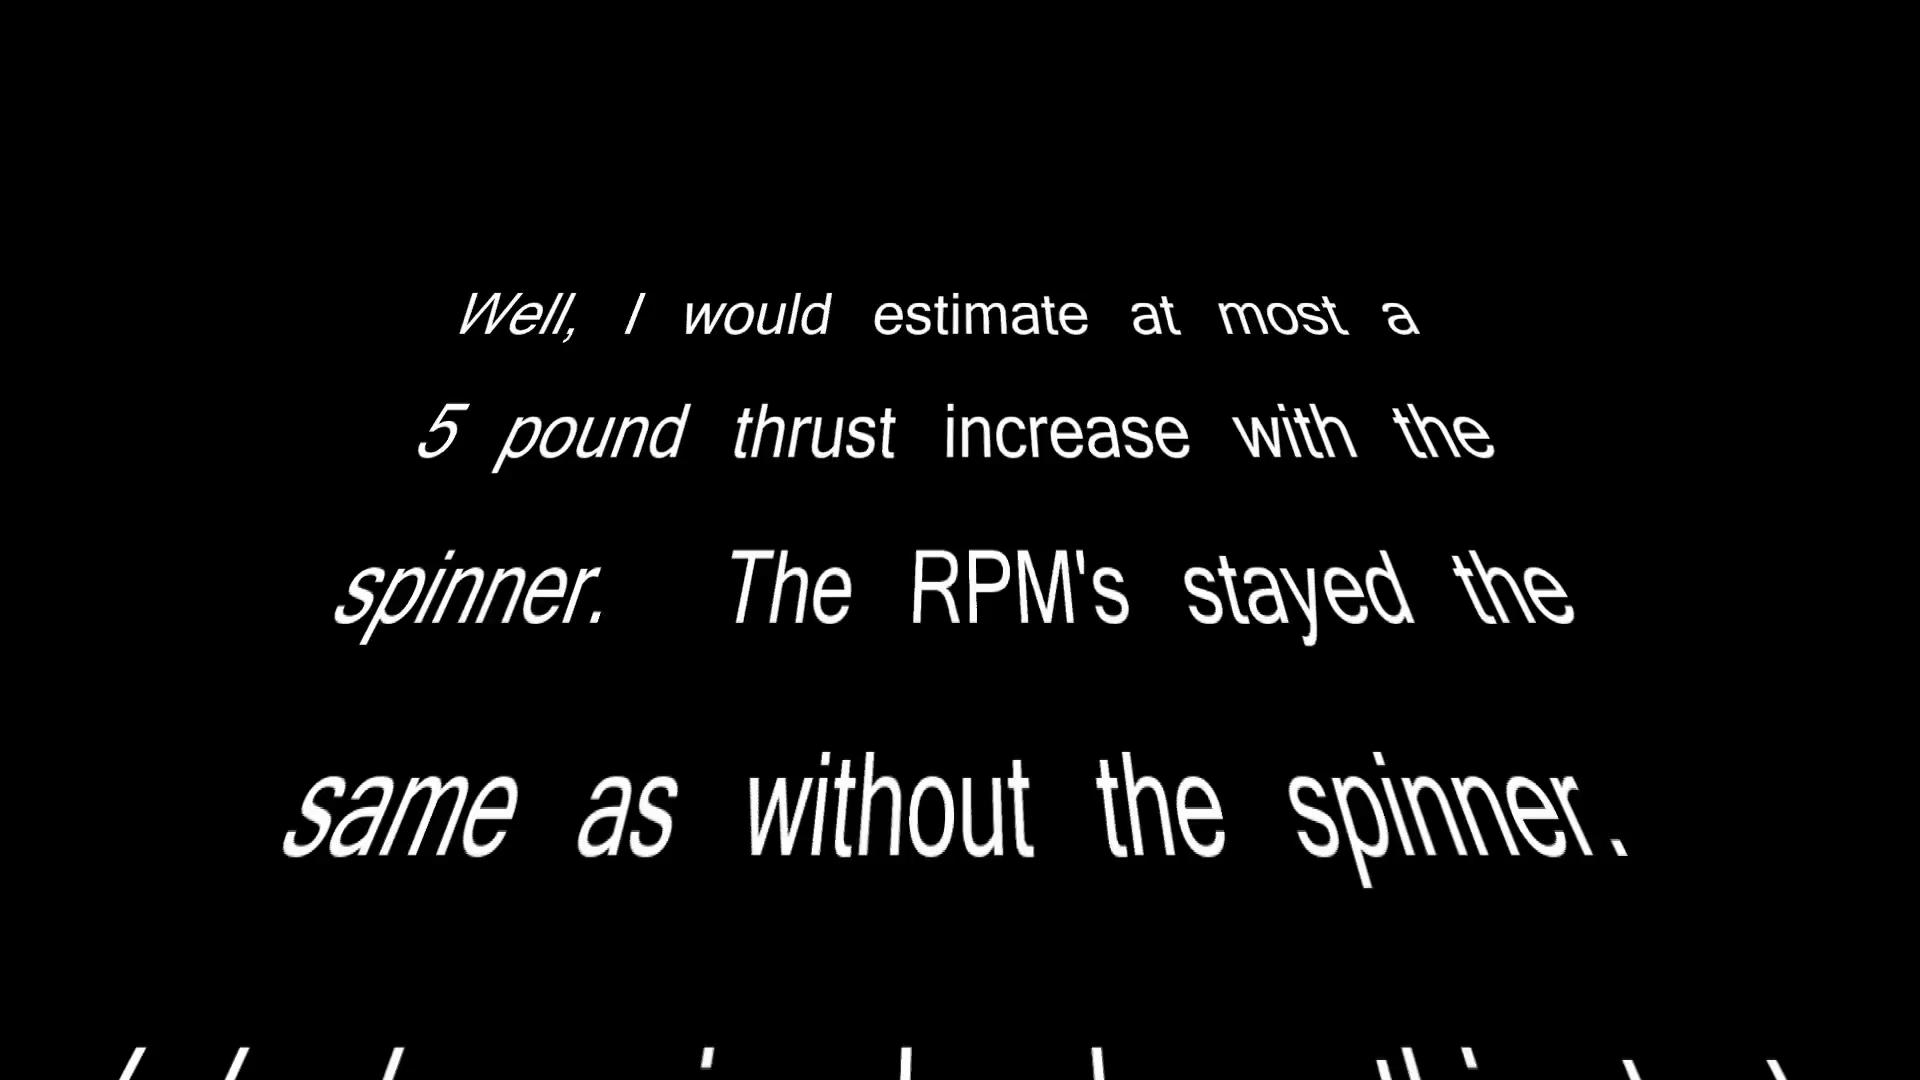 Well, I would estimate at most a
5 pound thrust increase with the
spinner. The RPM's stayed the
same as without the spinner.